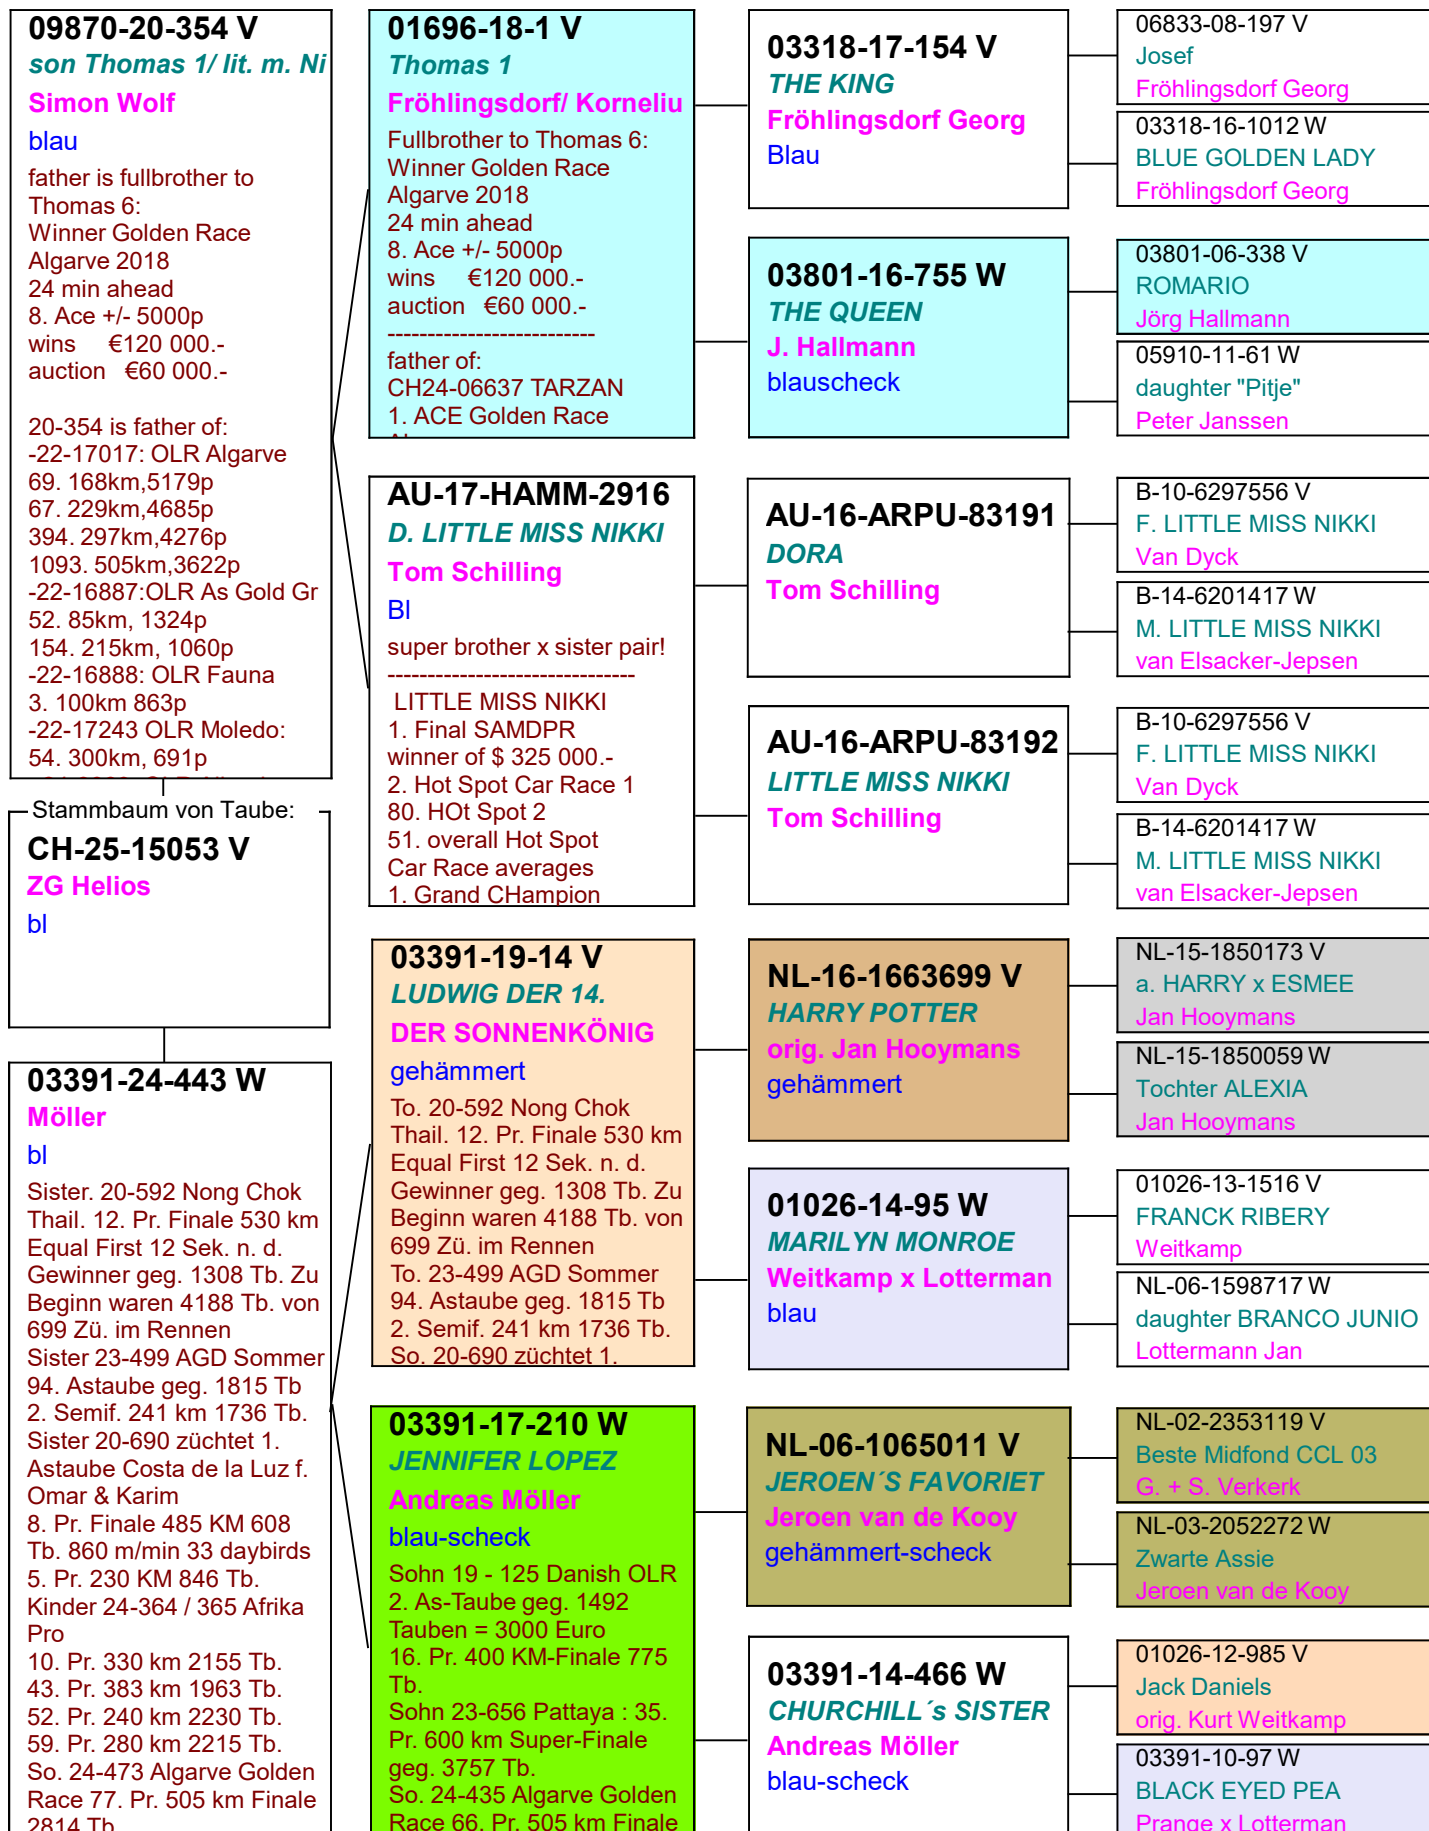 09870-20-354 V
son Thomas 1/ lit. m. Ni
Simon Wolf
blau
father is fullbrother to
Thomas 6:
Winner Golden Race
Algarve 2018
24 min ahead
8. Ace +/- 5000p
wins €120 000.-
auction €60 000.-
20-354 is father of:
-22-17017: OLR Algarve
69. 168km,5179p
67. 229km,4685p
394. 297km,4276p
1093. 505km,3622p
-22-16887:OLR As Gold Gr
52. 85km, 1324p
154. 215km, 1060p
-22-16888: OLR Fauna
3. 100km 863p
-22-17243 OLR Moledo:
54. 300km, 691p
Stammbaum von Taube:
CH-25-15053 V
ZG Helios
bl
03391-24-443 W
Möller
bl
Sister. 20-592 Nong Chok
Thail. 12. Pr. Finale 530 km
Equal First 12 Sek. n. d.
Gewinner geg. 1308 Tb. Zu
Beginn waren 4188 Tb. von
699 Zü. im Rennen
Sister 23-499 AGD Sommer
94. Astaube geg. 1815 Tb
2. Semif. 241 km 1736 Tb.
Sister 20-690 züchtet 1.
Astaube Costa de la Luz f.
Omar & Karim
8. Pr. Finale 485 KM 608
Tb. 860 m/min 33 daybirds
5. Pr. 230 KM 846 Tb.
Kinder 24-364 / 365 Afrika
Pro
10. Pr. 330 km 2155 Tb.
43. Pr. 383 km 1963 Tb.
52. Pr. 240 km 2230 Tb.
59. Pr. 280 km 2215 Tb.
So. 24-473 Algarve Golden
Race 77. Pr. 505 km Finale
2814 Tb.
01696-18-1 V
Thomas 1
Fröhlingsdorf/ Korneliu
Fullbrother to Thomas 6:
Winner Golden Race
Algarve 2018
24 min ahead
8. Ace +/- 5000p
wins €120 000.-
auction €60 000.-
--------------------------
father of:
CH24-06637 TARZAN
1. ACE Golden Race
AU-17-HAMM-2916
D. LITTLE MISS NIKKI
Tom Schilling
Bl
super brother x sister pair!
-------------------------------
LITTLE MISS NIKKI
1. Final SAMDPR
winner of $ 325 000.-
2. Hot Spot Car Race 1
80. HOt Spot 2
51. overall Hot Spot
Car Race averages
1. Grand CHampion
03391-19-14 V
LUDWIG DER 14.
DER SONNENKÖNIG
gehämmert
To. 20-592 Nong Chok
Thail. 12. Pr. Finale 530 km
Equal First 12 Sek. n. d.
Gewinner geg. 1308 Tb. Zu
Beginn waren 4188 Tb. von
699 Zü. im Rennen
To. 23-499 AGD Sommer
94. Astaube geg. 1815 Tb
2. Semif. 241 km 1736 Tb.
So. 20-690 züchtet 1.
03391-17-210 W
JENNIFER LOPEZ
Andreas Möller
blau-scheck
Sohn 19 - 125 Danish OLR
2. As-Taube geg. 1492
Tauben = 3000 Euro
16. Pr. 400 KM-Finale 775
Tb.
Sohn 23-656 Pattaya : 35.
Pr. 600 km Super-Finale
geg. 3757 Tb.
So. 24-435 Algarve Golden
Race 66. Pr. 505 km Finale
03318-17-154 V
THE KING
Fröhlingsdorf Georg
Blau
03801-16-755 W
THE QUEEN
J. Hallmann
blauscheck
AU-16-ARPU-83191
DORA
Tom Schilling
AU-16-ARPU-83192
LITTLE MISS NIKKI
Tom Schilling
NL-16-1663699 V
HARRY POTTER
orig. Jan Hooymans
gehämmert
01026-14-95 W
MARILYN MONROE
Weitkamp x Lotterman
blau
NL-06-1065011 V
JEROEN´S FAVORIET
Jeroen van de Kooy
gehämmert-scheck
03391-14-466 W
CHURCHILL´s SISTER
Andreas Möller
blau-scheck
06833-08-197 V
Josef
Fröhlingsdorf Georg
03318-16-1012 W
BLUE GOLDEN LADY
Fröhlingsdorf Georg
03801-06-338 V
ROMARIO
Jörg Hallmann
05910-11-61 W
daughter "Pitje"
Peter Janssen
B-10-6297556 V
F. LITTLE MISS NIKKI
Van Dyck
B-14-6201417 W
M. LITTLE MISS NIKKI
van Elsacker-Jepsen
B-10-6297556 V
F. LITTLE MISS NIKKI
Van Dyck
B-14-6201417 W
M. LITTLE MISS NIKKI
van Elsacker-Jepsen
NL-15-1850173 V
a. HARRY x ESMEE
Jan Hooymans
NL-15-1850059 W
Tochter ALEXIA
Jan Hooymans
01026-13-1516 V
FRANCK RIBERY
Weitkamp
NL-06-1598717 W
daughter BRANCO JUNIO
Lottermann Jan
NL-02-2353119 V
Beste Midfond CCL 03
G. + S. Verkerk
NL-03-2052272 W
Zwarte Assie
Jeroen van de Kooy
01026-12-985 V
Jack Daniels
orig. Kurt Weitkamp
03391-10-97 W
BLACK EYED PEA
Prange x Lotterman